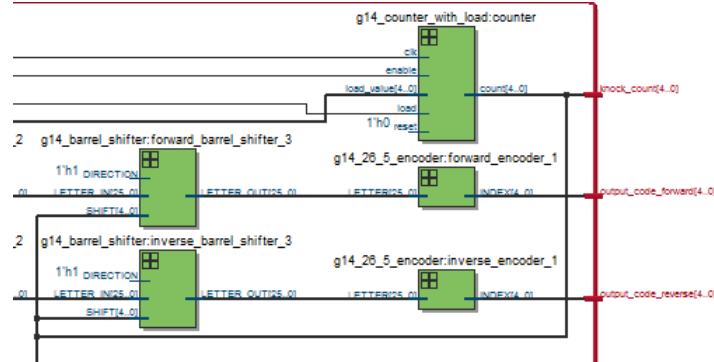 g14_counter_with_load:counter
clk
enable
load_value[4..0] count[4..0] knock_count[4..0]
load
1'h0 reset
_2 g14_barrel_shifter:forward_barrel_shifter_3
g14_26_5_encoder:forward_encoder_1
1'h1 DIRECTION
.0] LETTER_IN[25..0] LETTER_OUT[25..0] LETTER[25..0] INDEX[4..0] output_code_forward[4..0]
SHIFT[4..0]
_2 g14_barrel_shifter:inverse_barrel_shifter_3
g14_26_5_encoder:inverse_encoder_1
1'h1 DIRECTION
.0] LETTER_IN[25..0] LETTER_OUT[25..0] LETTER[25..0] INDEX[4..0] output_code_reverse[4..0]
SHIFT[4..0]